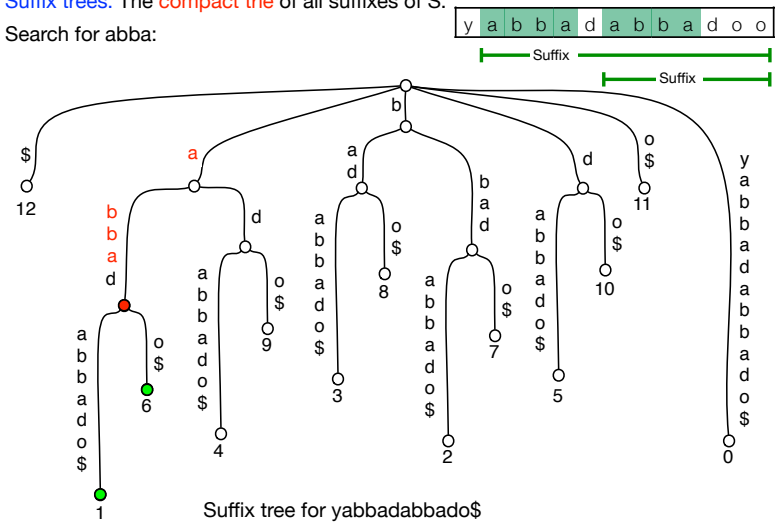 Suffix trees. The compact trie of all suffixes of S.
y a b b a d a b b a d o o
Search for abba:
Suffix
Suffix
b
$
a
a
d
d
o
$
y
a
b
b
a
d
a
b
b
a
d
o
$
12
b
b
a
d
d
b
a
d
11
a
b
b
a
d
o
$
o
$
a
b
b
a
d
o
$
o
$
8
a
b
b
a
d
o
$
o
$
10
a
b
b
a
d
o
$
o
$
9
a
b
b
a
d
o
$
o
$
7
6
3
5
4
2
0
1
Suffix tree for yabbadabbado$